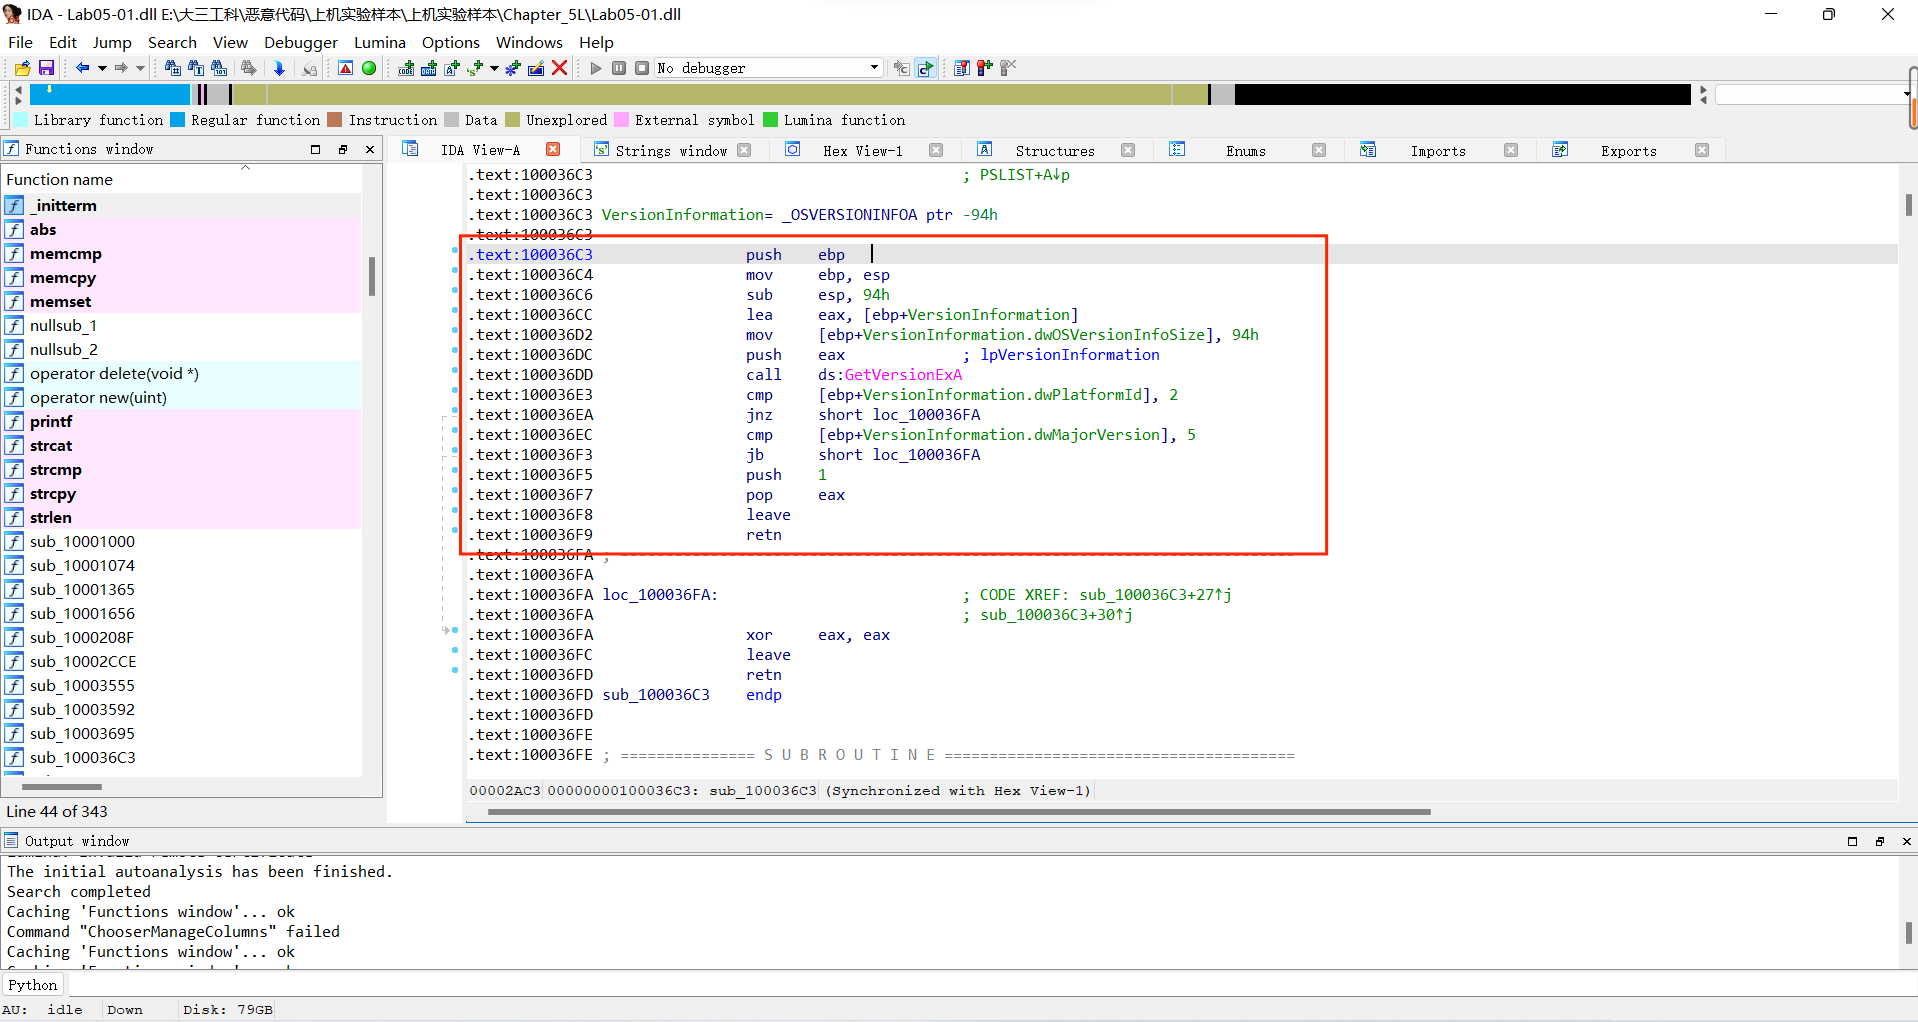 IDA - Lab05-01.dll E:\大三工科\恶意代码\上机实验样本\上机实验样本\Chapter_5L\Lab05-01.dll
File Edit Jump Search View Debugger Lumina Options Windows Help
No debugger
Library function Regular function Instruction Data Unexplored External symbol Lumina function
Functions window
IDA View-A Strings window Hex View-1 Structures Enums Imports Exports
Function name
_initterm
abs
memcmp
memcpy
memset
nullsub_1
nullsub_2
operator delete(void *)
operator new(uint)
printf
strcat
strcmp
strcpy
strlen
sub_10001000
sub_10001074
sub_10001365
sub_10001656
sub_1000208F
sub_10002CCE
sub_10003555
sub_10003592
sub_10003695
sub_100036C3
Line 44 of 343
.text:100036C3 ; PSLIST+A↓p
.text:100036C3
.text:100036C3 VersionInformation= _OSVERSIONINFOA ptr -94h
.text:100036C3
.text:100036C3 push ebp
.text:100036C4 mov ebp, esp
.text:100036C6 sub esp, 94h
.text:100036CC lea eax, [ebp+VersionInformation]
.text:100036D2 mov [ebp+VersionInformation.dwOSVersionInfoSize], 94h
.text:100036DC push eax ; lpVersionInformation
.text:100036DD call ds:GetVersionExA
.text:100036E3 cmp [ebp+VersionInformation.dwPlatformId], 2
.text:100036EA jnz short loc_100036FA
.text:100036EC cmp [ebp+VersionInformation.dwMajorVersion], 5
.text:100036F3 jb short loc_100036FA
.text:100036F5 push 1
.text:100036F7 pop eax
.text:100036F8 leave
.text:100036F9 retn
.text:100036FA ; ---------------------------------------------------------------------------
.text:100036FA
.text:100036FA loc_100036FA: ; CODE XREF: sub_100036C3+27↑j
.text:100036FA ; sub_100036C3+30↑j
.text:100036FA xor eax, eax
.text:100036FC leave
.text:100036FD retn
.text:100036FD sub_100036C3 endp
.text:100036FD
.text:100036FE
.text:100036FE ; =============== S U B R O U T I N E =======================================
00002AC3 00000000100036C3: sub_100036C3 (Synchronized with Hex View-1)
Output window
The initial autoanalysis has been finished.
Search completed
Caching 'Functions window'... ok
Command "ChooserManageColumns" failed
Caching 'Functions window'... ok
Python
AU: idle Down Disk: 79GB